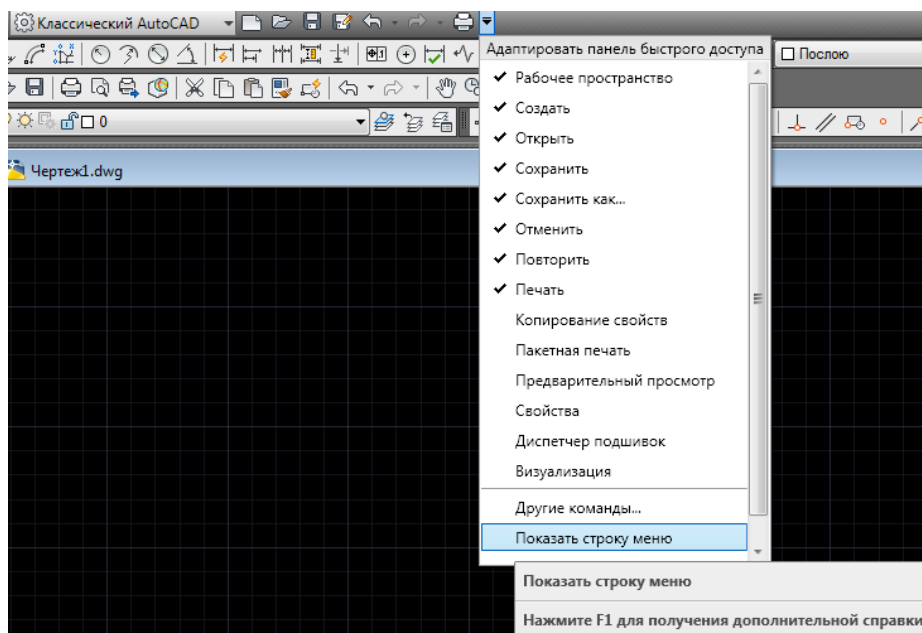 Классический AutoCAD
Адаптировать панель быстрого доступа
Послою
Рабочее пространство
Создать
0
Открыть
Чертеж1.dwg
Сохранить
Сохранить как...
Отменить
Повторить
Печать
Копирование свойств
Пакетная печать
Предварительный просмотр
Свойства
Диспетчер подшивок
Визуализация
Другие команды...
Показать строку меню
Показать строку меню
Нажмите F1 для получения дополнительной справки